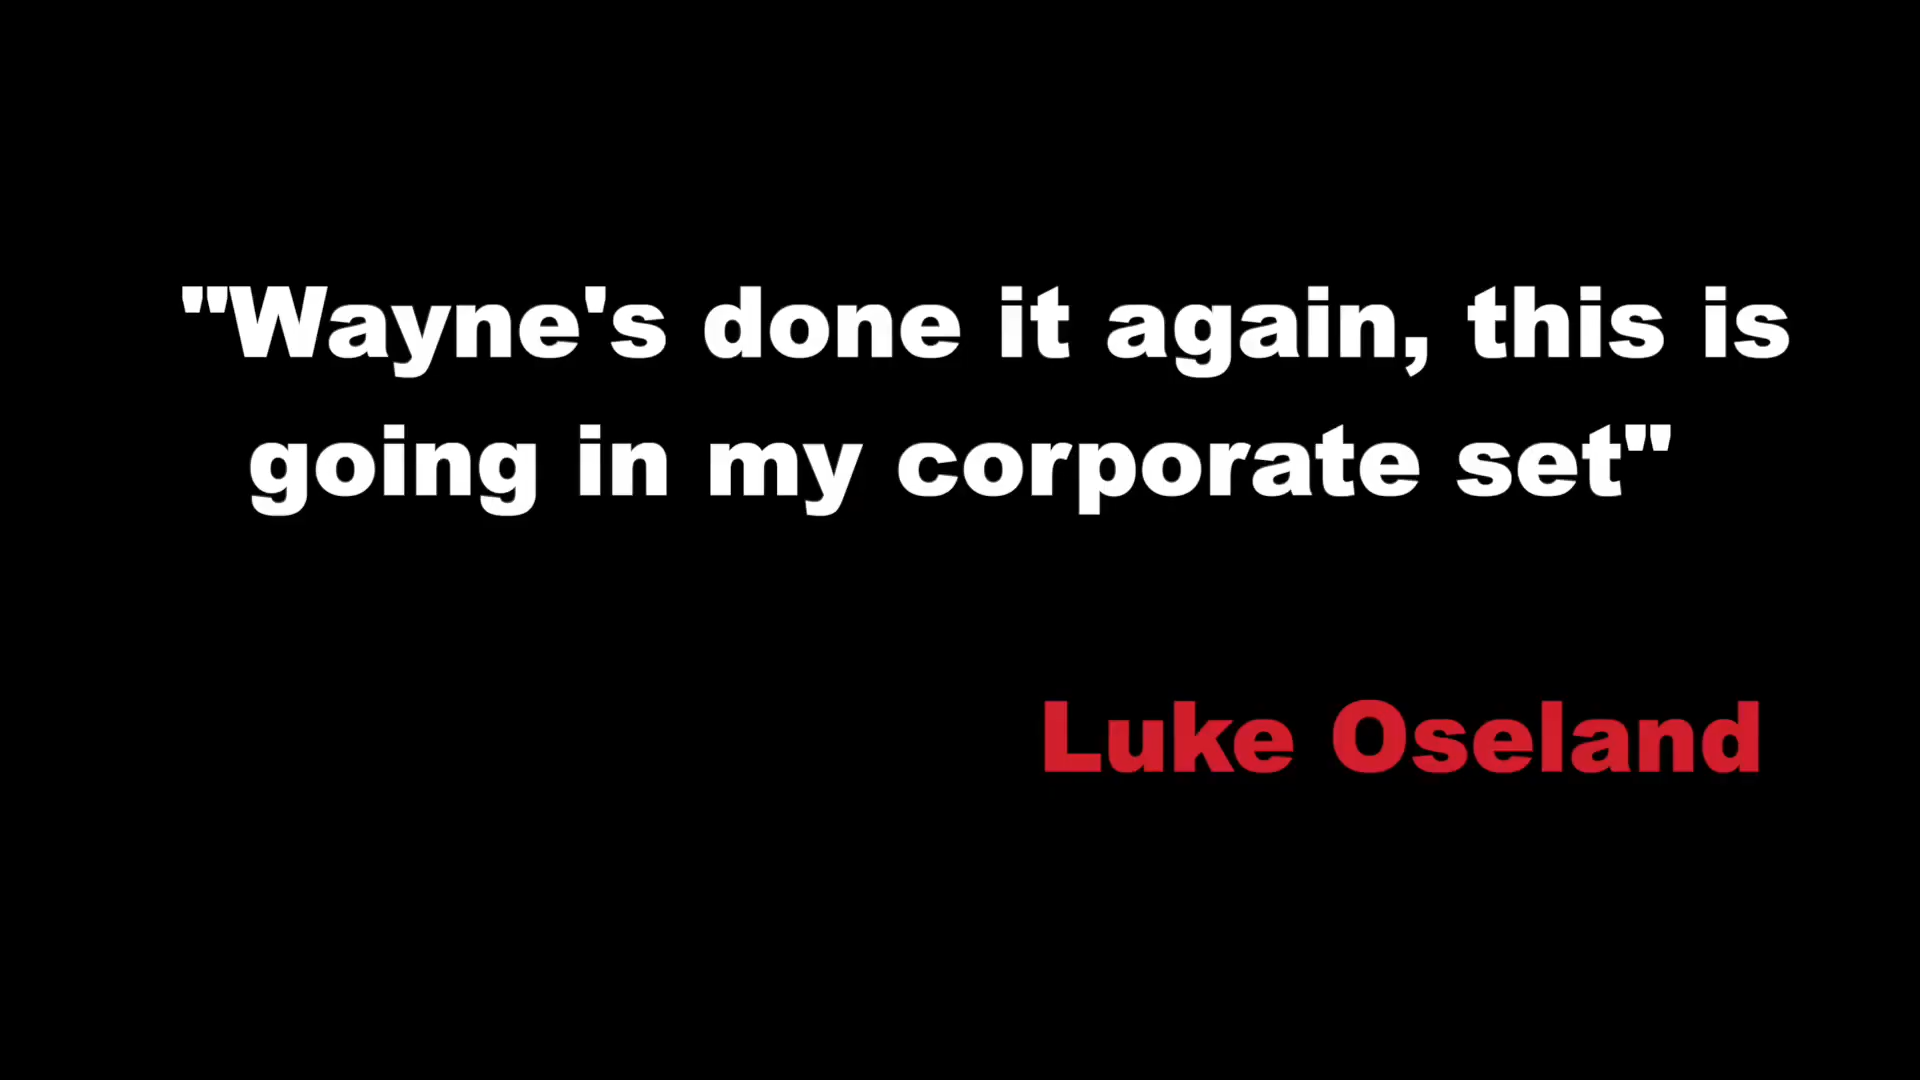 "Wayne's done it again, this is
going in my corporate set"
Luke Oseland